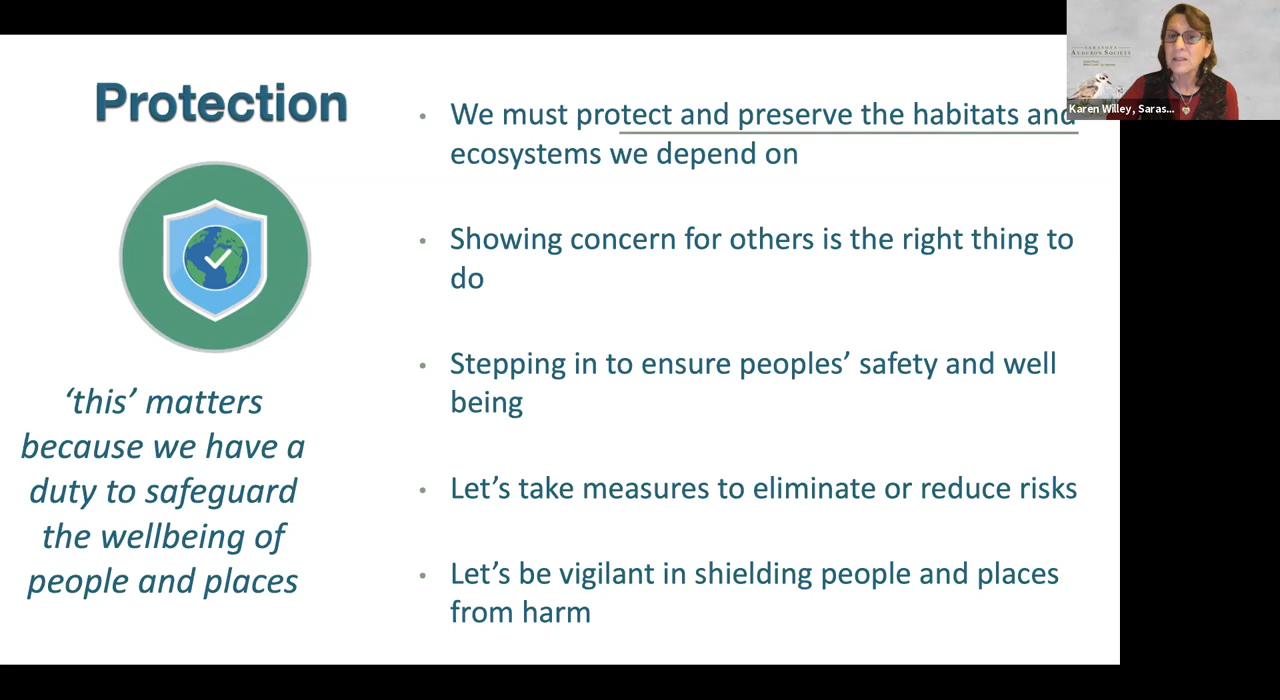 Protection
‘this’ matters
because we have a
duty to safeguard
the wellbeing of
people and places
We must protect and preserve the habitats and
ecosystems we depend on
Showing concern for others is the right thing to
do
Stepping in to ensure peoples’ safety and well
being
Let’s take measures to eliminate or reduce risks
Let’s be vigilant in shielding people and places
from harm
SARASOTA
AUDUBON SOCIETY
Karen Willey, Saras...